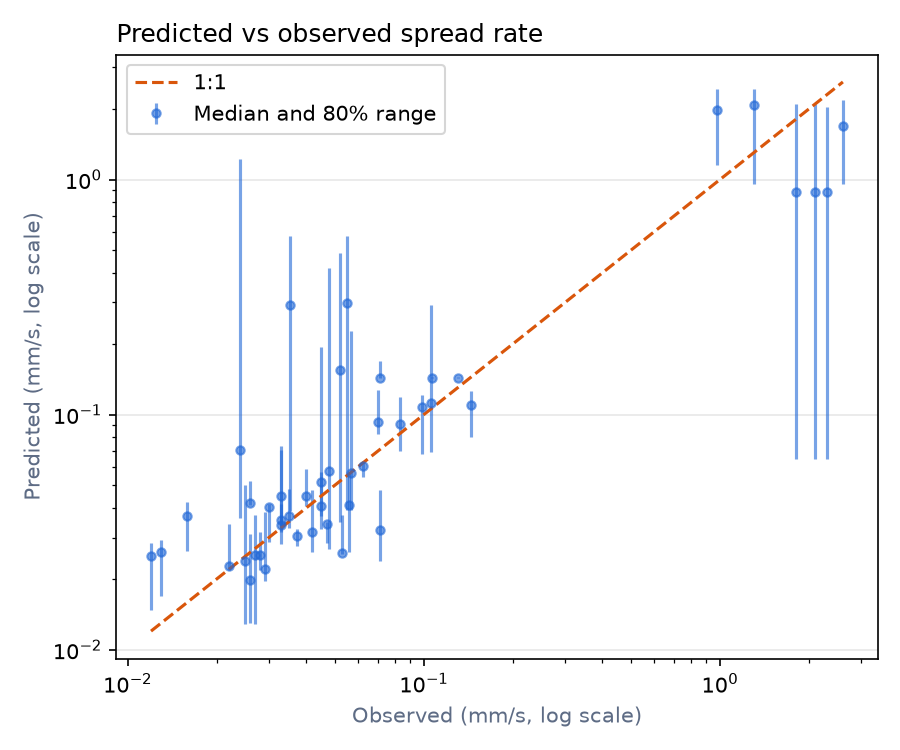 Predicted vs observed spread rate
1:1
Median and 80% range
Predicted (mm/s, log scale)
10⁰
10⁻¹
10⁻²
10⁻² 10⁻¹ 10⁰
Observed (mm/s, log scale)